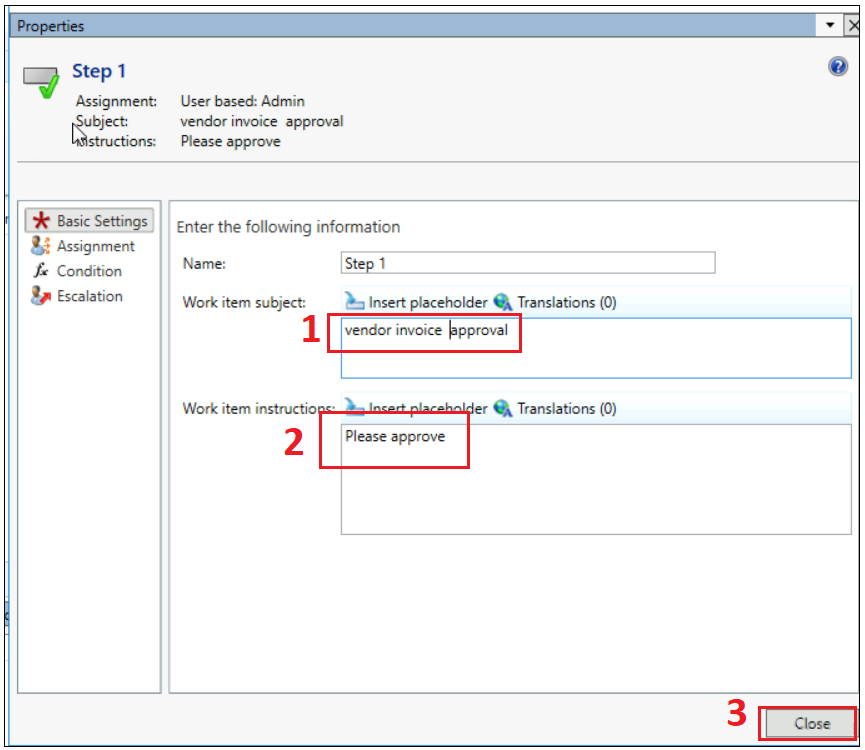 Properties
Step 1
Assignment: User based: Admin
Subject: vendor invoice  approval
Instructions: Please approve
Basic Settings
Assignment
Condition
Escalation
Enter the following information
Name: Step 1
Work item subject: Insert placeholder Translations (0)
1 vendor invoice  approval
Work item instructions: Insert placeholder Translations (0)
2 Please approve
3 Close